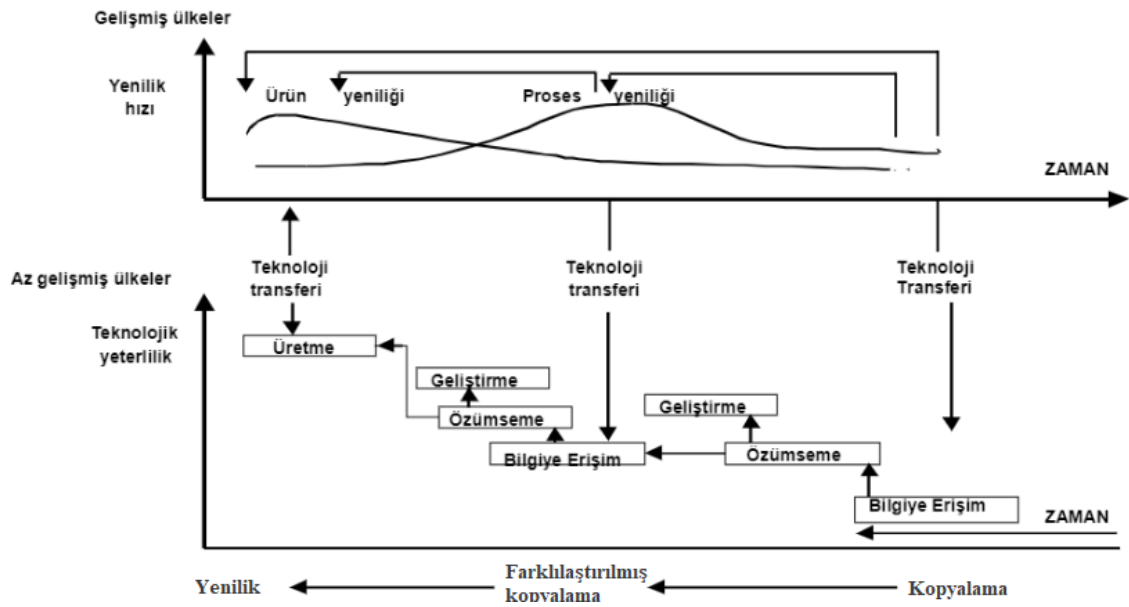 Gelişmiş ülkeler
Yenilik
hızı
Ürün yeniliği Proses yeniliği
ZAMAN
Az gelişmiş ülkeler
Teknoloji
transferi
Teknoloji
transferi
Teknoloji
Transferi
Teknolojik
yeterlilik
Üretme
Geliştirme
Özümseme
Bilgiye Erişim
Geliştirme
Özümseme
Bilgiye Erişim
ZAMAN
Yenilik
Farklılaştırılmış
kopyalama
Kopyalama